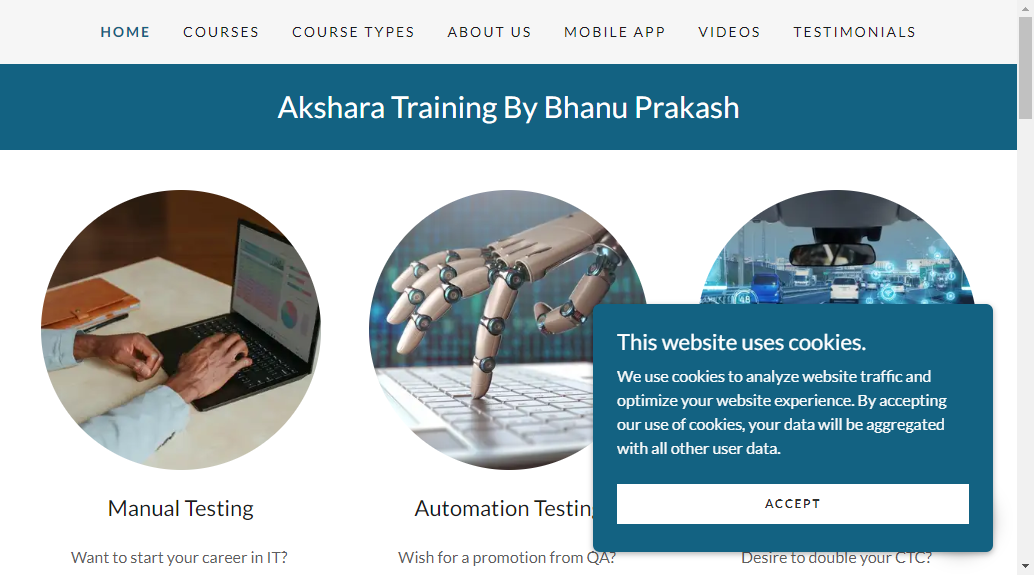 HOME COURSES COURSE TYPES ABOUT US MOBILE APP VIDEOS TESTIMONIALS
Akshara Training By Bhanu Prakash
This website uses cookies.
We use cookies to analyze website traffic and
optimize your website experience. By accepting
our use of cookies, your data will be aggregated
with all other user data.
ACCEPT
Manual Testing
Automation Testing
Want to start your career in IT?
Wish for a promotion from QA?
Desire to double your CTC?